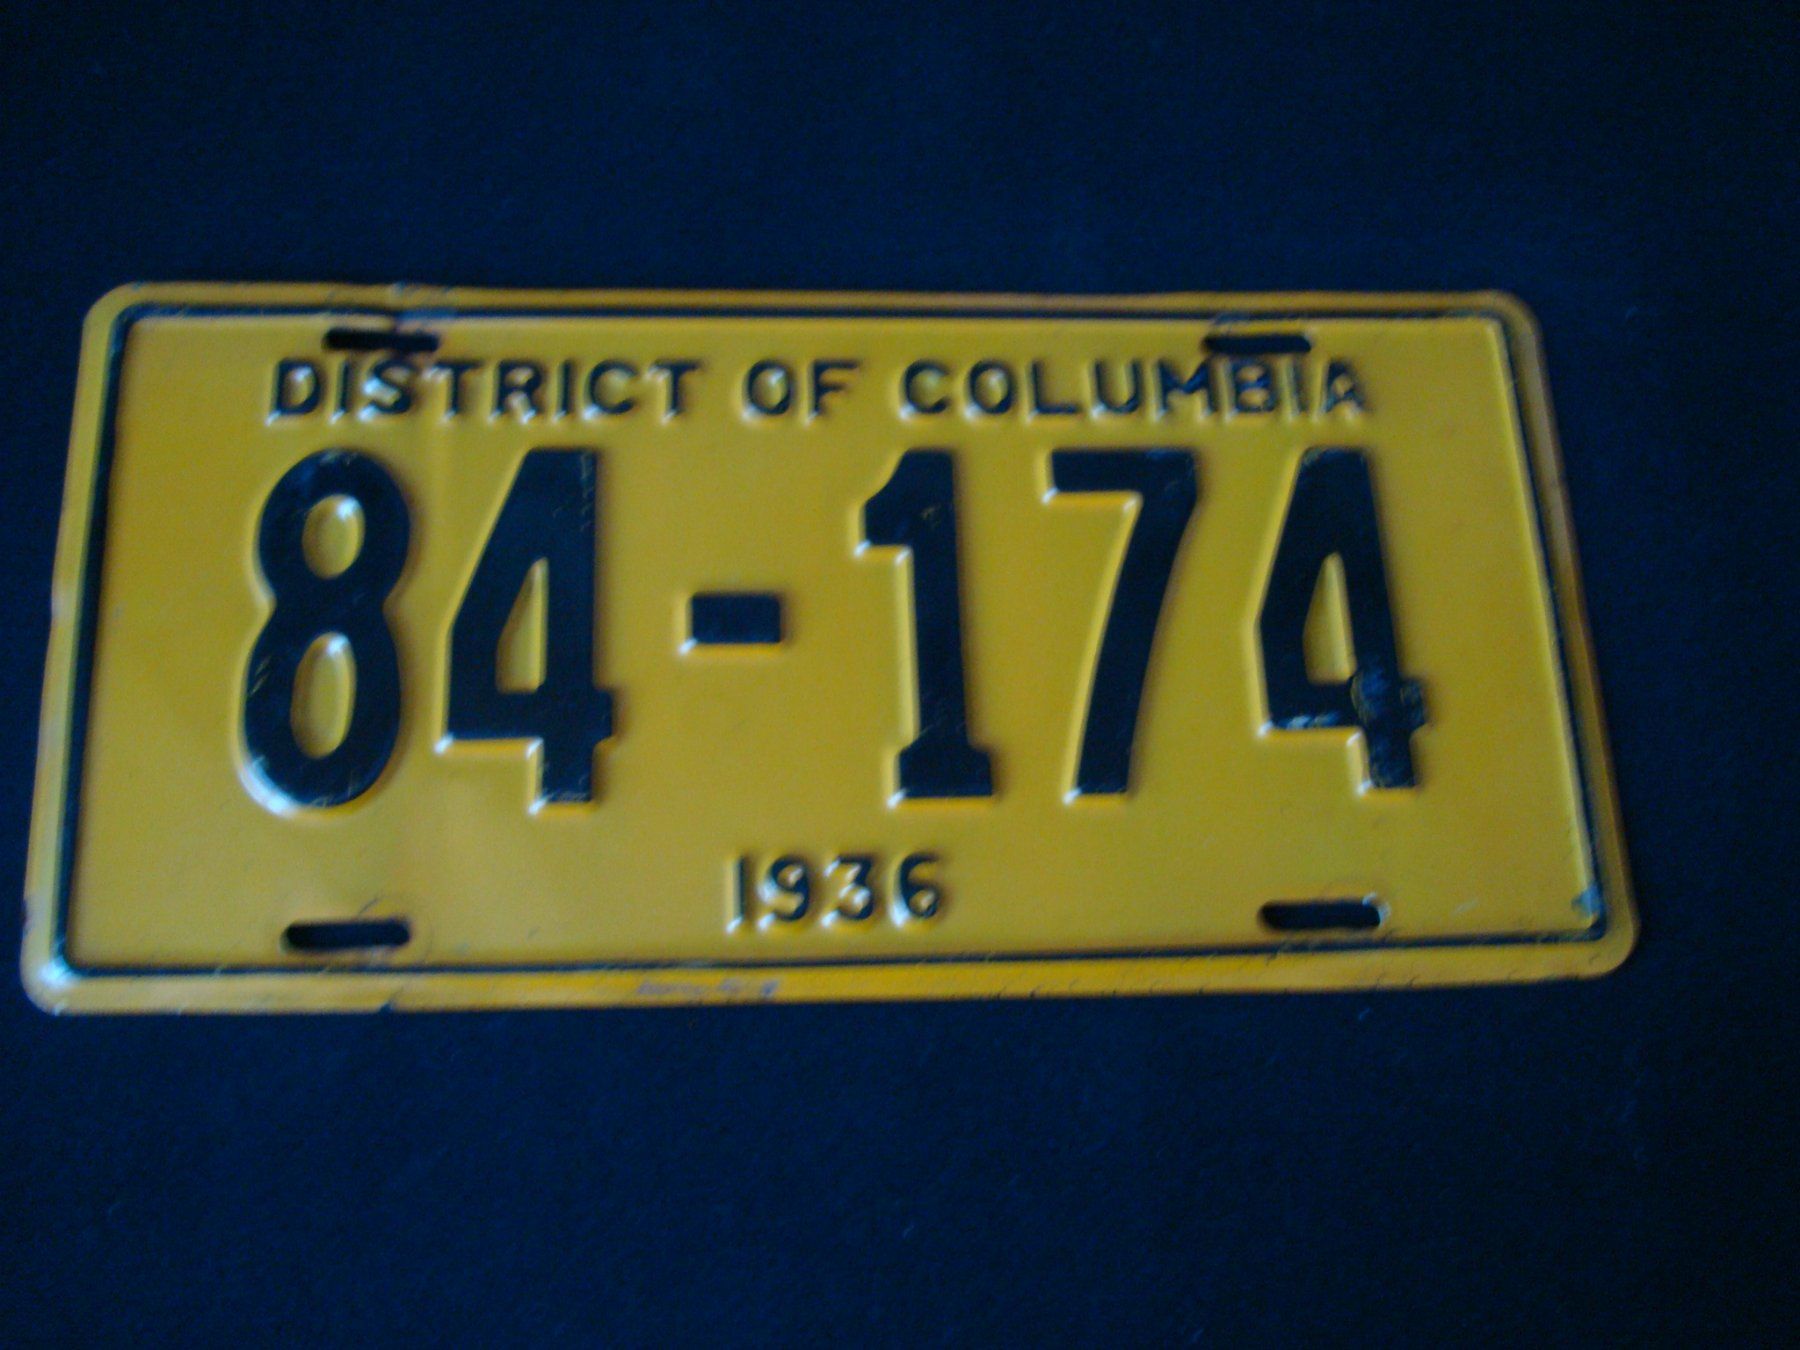 DISTRICT OF COLUMBIA
84-174
1936